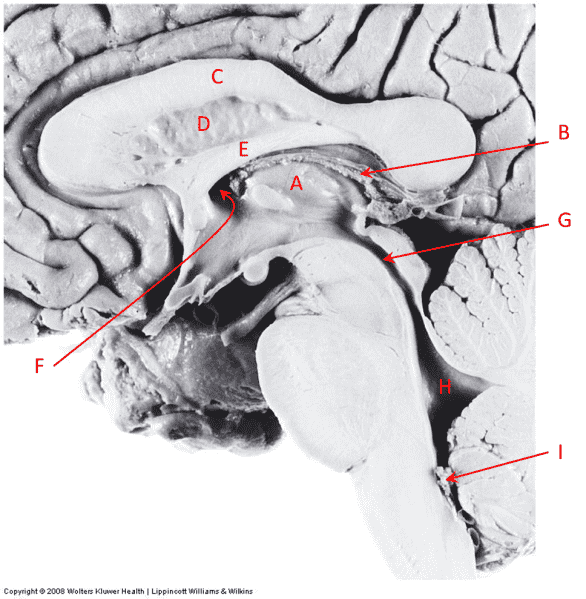 C
D
B
E
A
G
F
H
I
Copyright © 2008 Wolters Kluwer Health | Lippincott Williams & Wilkins